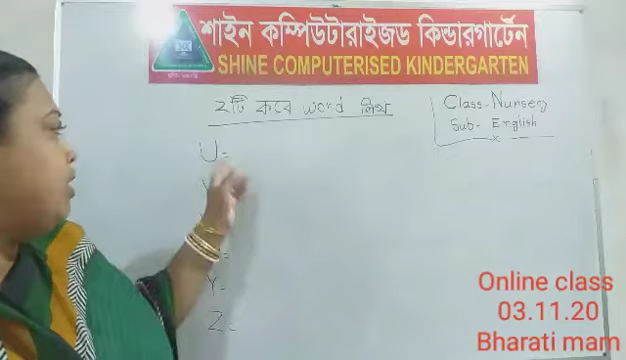 শাইন কম্পিউটারাইজড কিন্ডারগার্টেন
SHINE COMPUTERISED KINDERGARTEN
২টি করে word লিখ
Class-Nursery
Sub- English
U=
Y=
Z=
Online class
03.11.20
Bharati mam